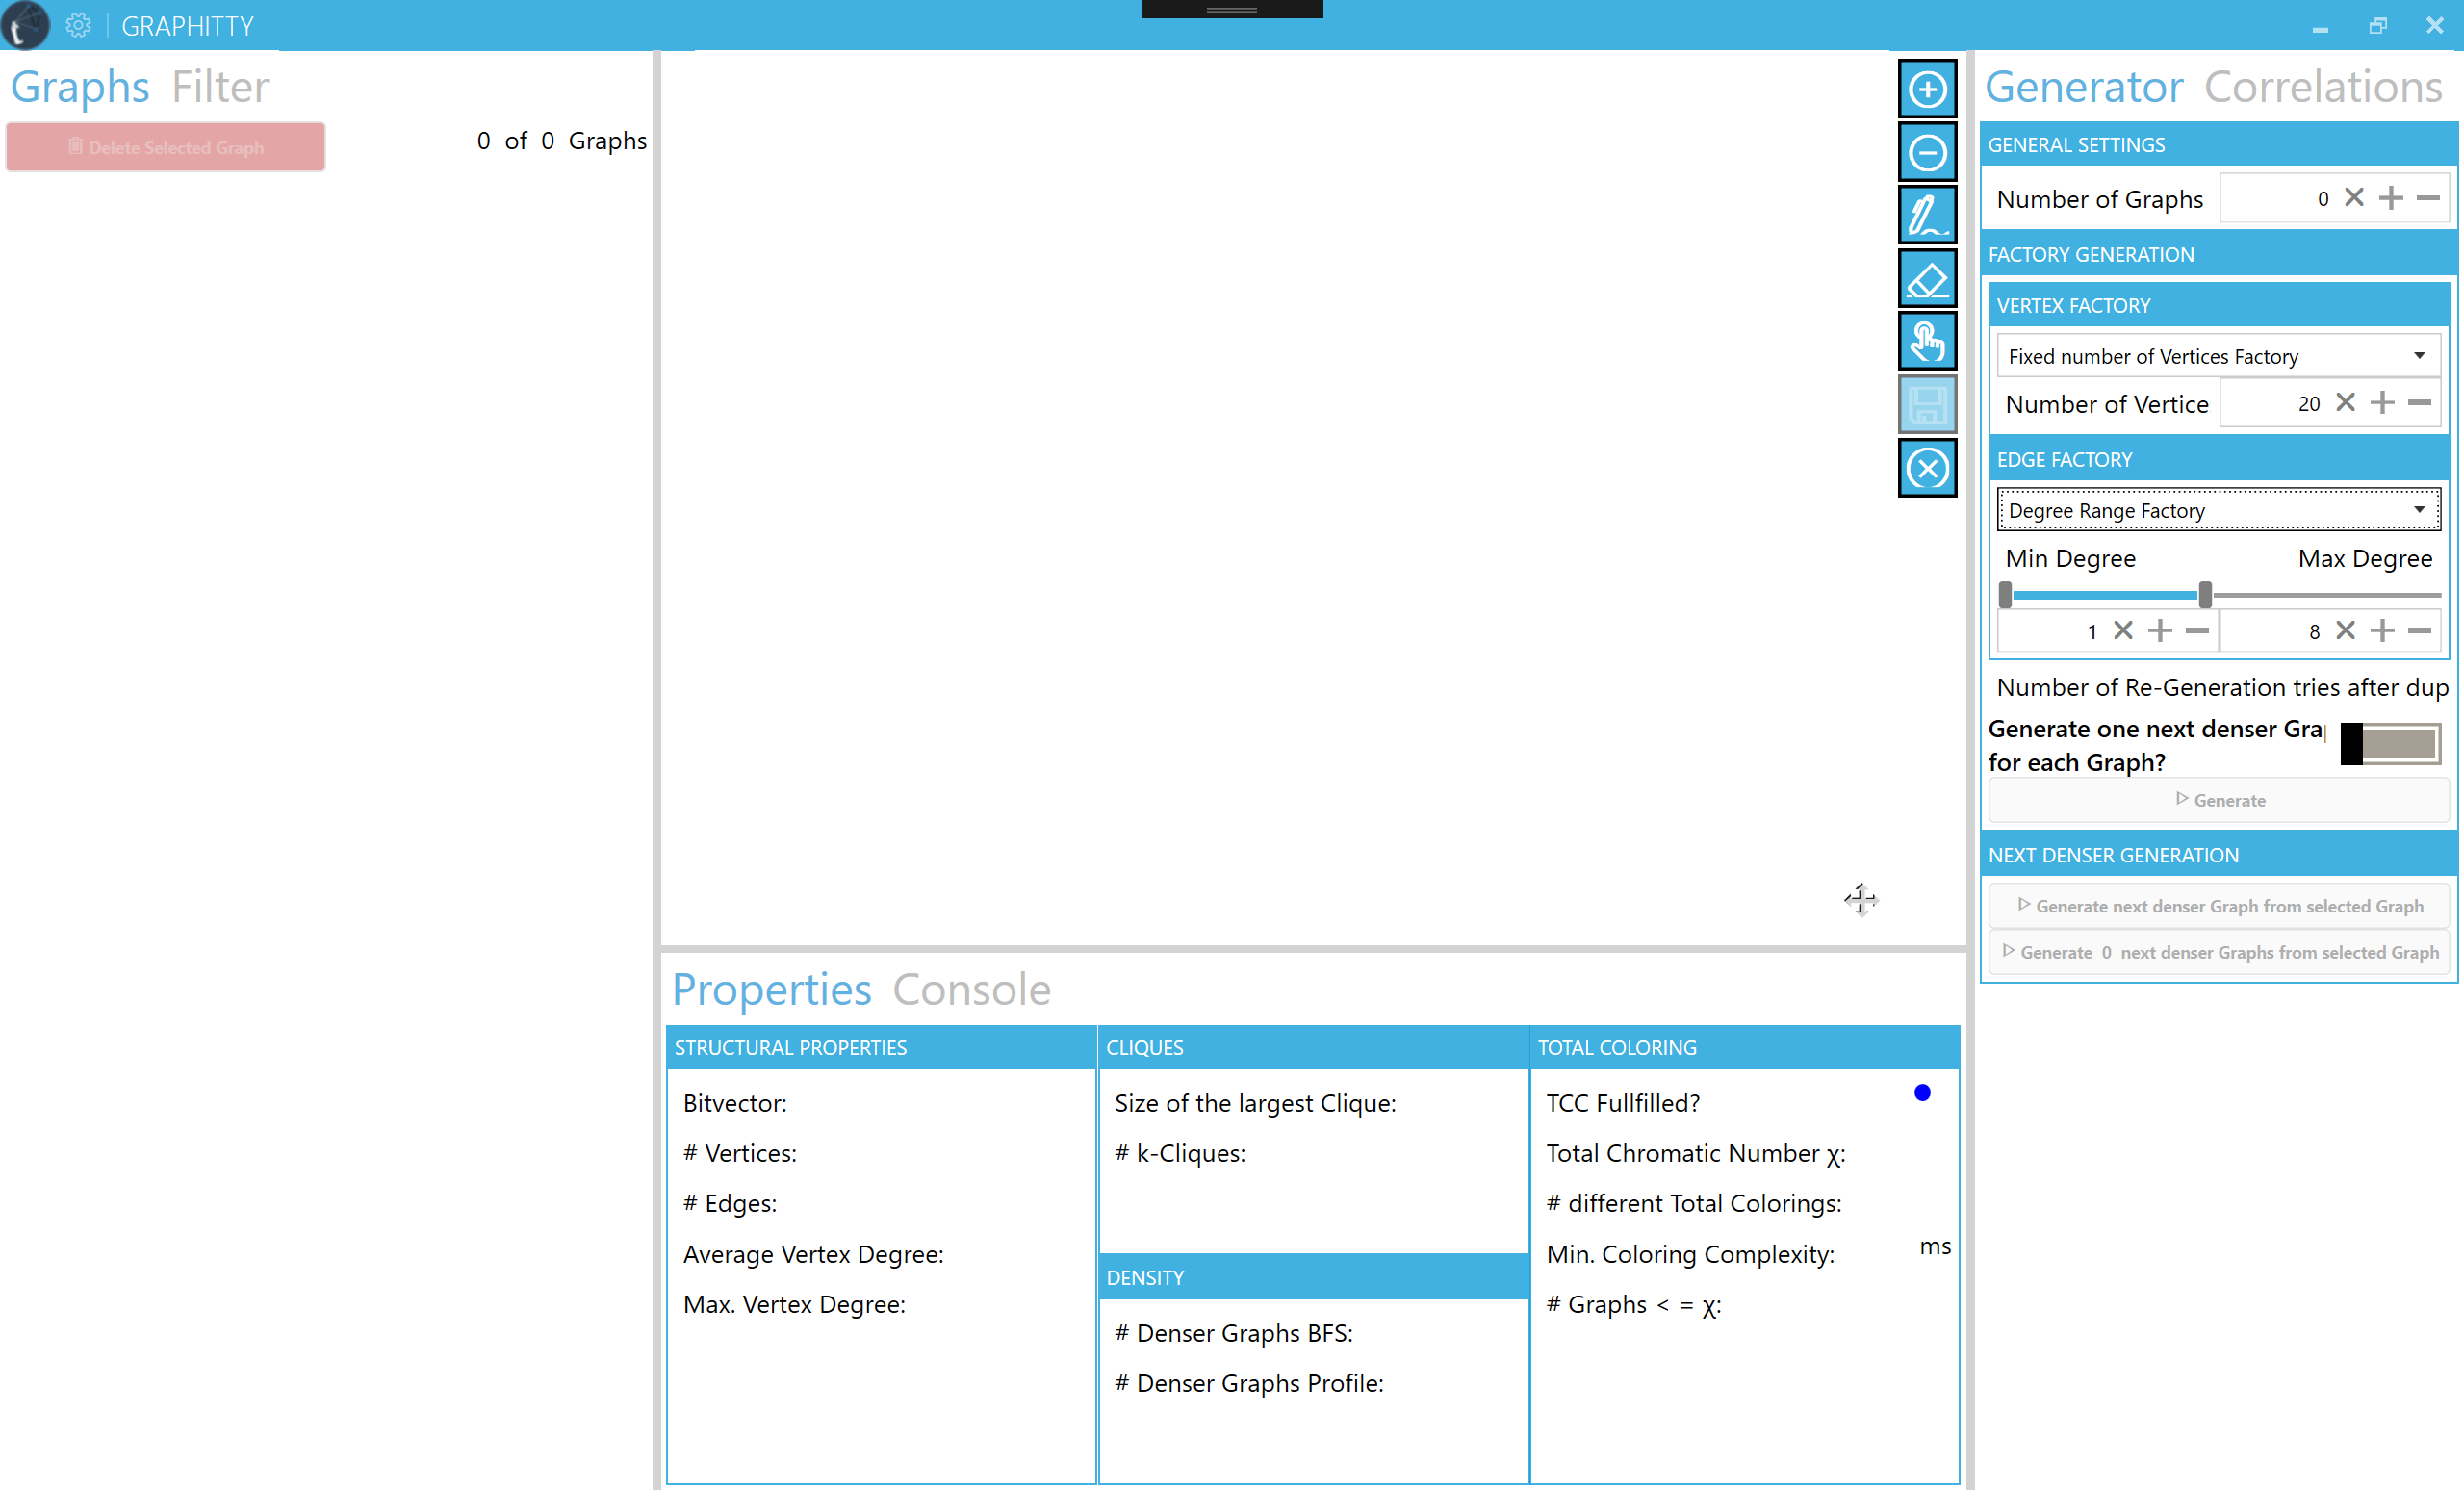 GRAPHITTY
Graphs Filter
Delete Selected Graph
0 of 0 Graphs
Generator Correlations
GENERAL SETTINGS
Number of Graphs 0
FACTORY GENERATION
VERTEX FACTORY
Fixed number of Vertices Factory
Number of Vertice 20
EDGE FACTORY
Degree Range Factory
Min Degree Max Degree
1 8
Number of Re-Generation tries after dup
Generate one next denser Gra
for each Graph?
Generate
NEXT DENSER GENERATION
Generate next denser Graph from selected Graph
Generate 0 next denser Graphs from selected Graph
Properties Console
STRUCTURAL PROPERTIES
Bitvector:
# Vertices:
# Edges:
Average Vertex Degree:
Max. Vertex Degree:
CLIQUES
Size of the largest Clique:
# k-Cliques:
DENSITY
# Denser Graphs BFS:
# Denser Graphs Profile:
TOTAL COLORING
TCC Fullfilled?
Total Chromatic Number χ:
# different Total Colorings:
Min. Coloring Complexity: ms
# Graphs < = χ: